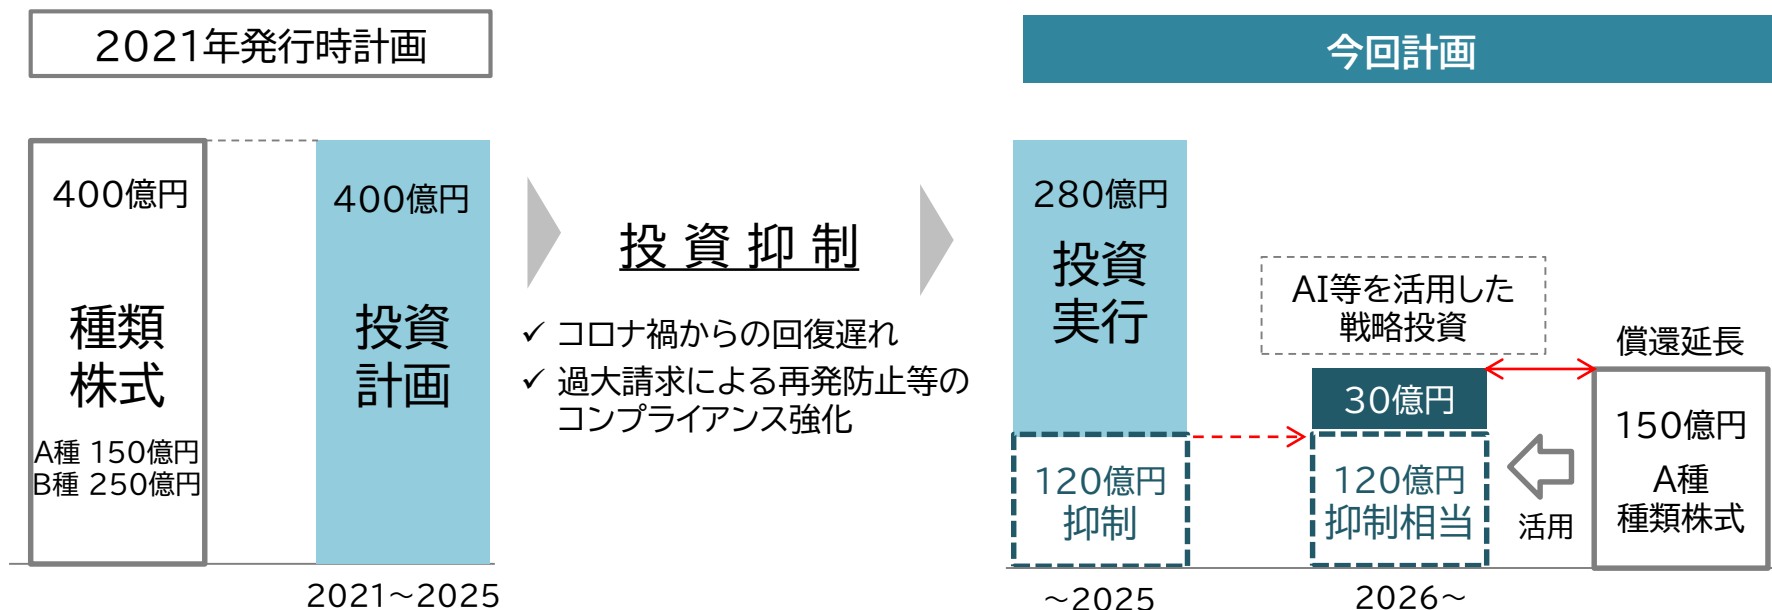 2021年発行時計画
400億円
種類
株式
A種 150億円
B種 250億円
400億円
投資
計画
2021～2025
投資抑制
✓ コロナ禍からの回復遅れ
✓ 過大請求による再発防止等の
コンプライアンス強化
今回計画
280億円
投資
実行
120億円
抑制
～2025
AI等を活用した
戦略投資
30億円
120億円
抑制相当
2026～
活用
償還延長
150億円
A種
種類株式